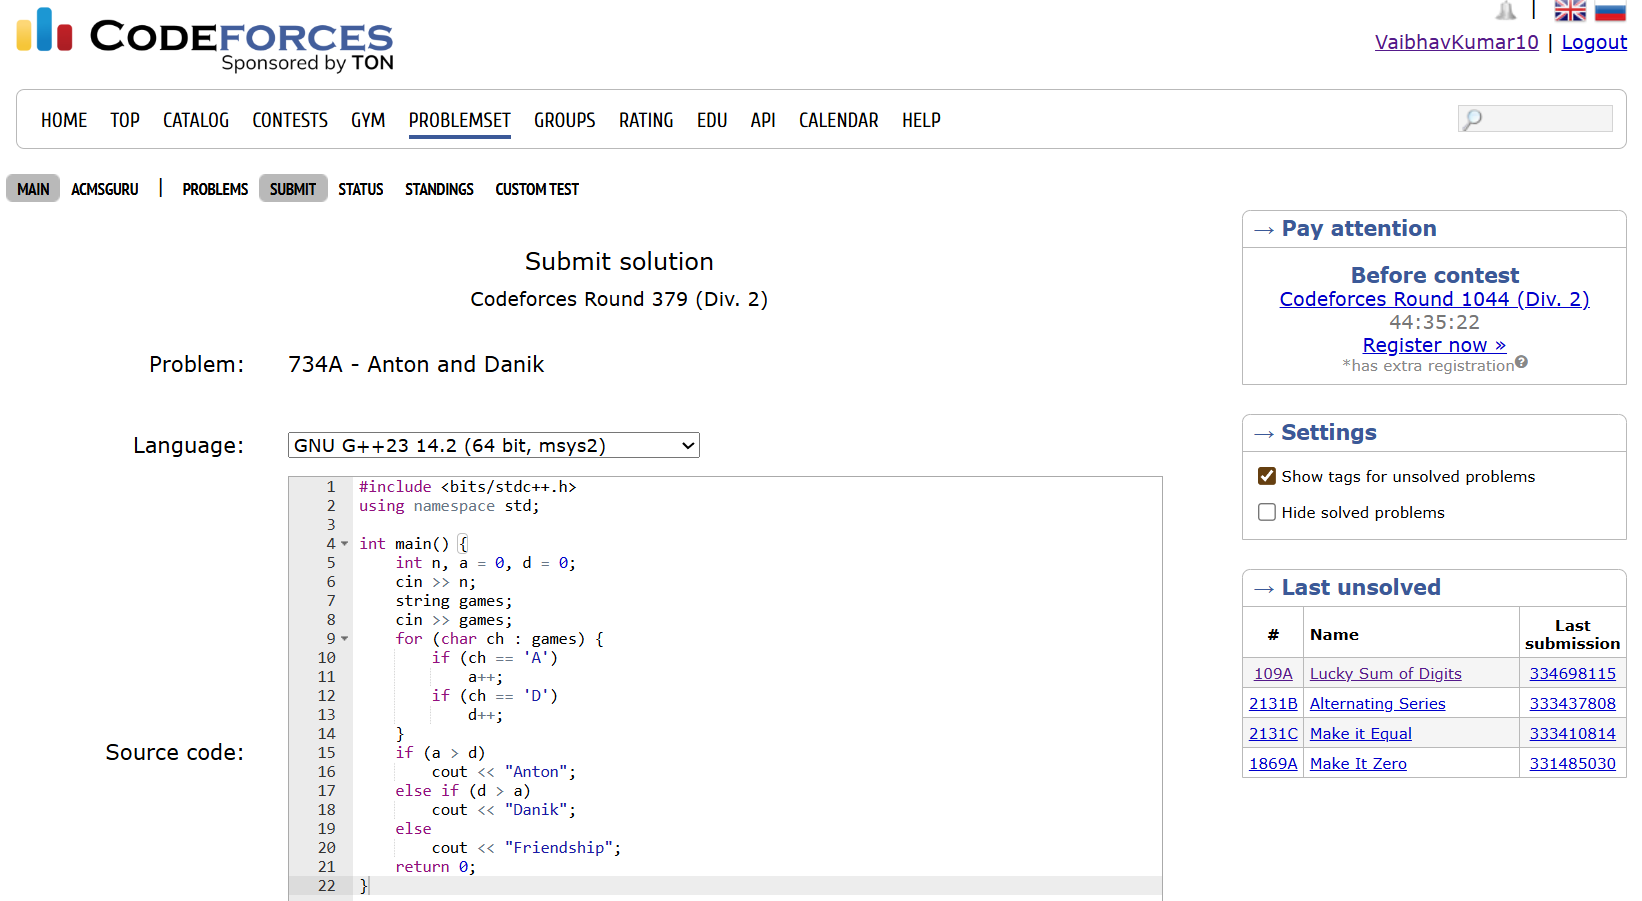 CODEFORCES
Sponsored by TON
|
VaibhavKumar10 | Logout
HOME TOP CATALOG CONTESTS GYM PROBLEMSET GROUPS RATING EDU API CALENDAR HELP
MAIN ACMSGURU | PROBLEMS SUBMIT STATUS STANDINGS CUSTOM TEST
Submit solution
Codeforces Round 379 (Div. 2)
Problem: 734A - Anton and Danik
Language: GNU G++23 14.2 (64 bit, msys2)
Source code:
1 #include <bits/stdc++.h>
2 using namespace std;
3
4 int main() {
5     int n, a = 0, d = 0;
6     cin >> n;
7     string games;
8     cin >> games;
9     for (char ch : games) {
10         if (ch == 'A')
11             a++;
12         if (ch == 'D')
13             d++;
14     }
15     if (a > d)
16         cout << "Anton";
17     else if (d > a)
18         cout << "Danik";
19     else
20         cout << "Friendship";
21     return 0;
22 }
→ Pay attention
Before contest
Codeforces Round 1044 (Div. 2)
44:35:22
Register now »
*has extra registration?
→ Settings
Show tags for unsolved problems
Hide solved problems
→ Last unsolved
# Name Last submission
109A Lucky Sum of Digits 334698115
2131B Alternating Series 333437808
2131C Make it Equal 333410814
1869A Make It Zero 331485030